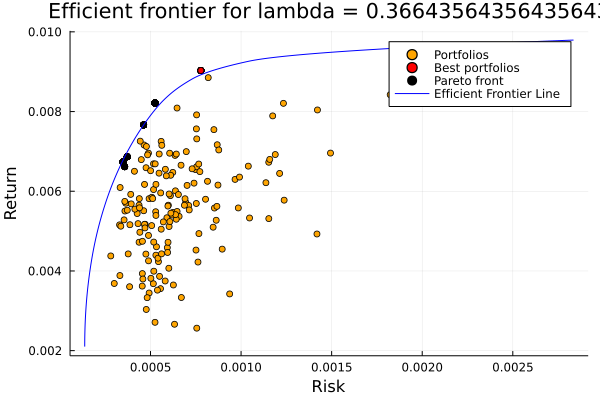 Efficient frontier for lambda = 0.3664356435643564
0.010
0.008
0.006
0.004
0.002
Return
Portfolios
Best portfolios
Pareto front
Efficient Frontier Line
0.0005
0.0010
0.0015
0.0020
0.0025
Risk